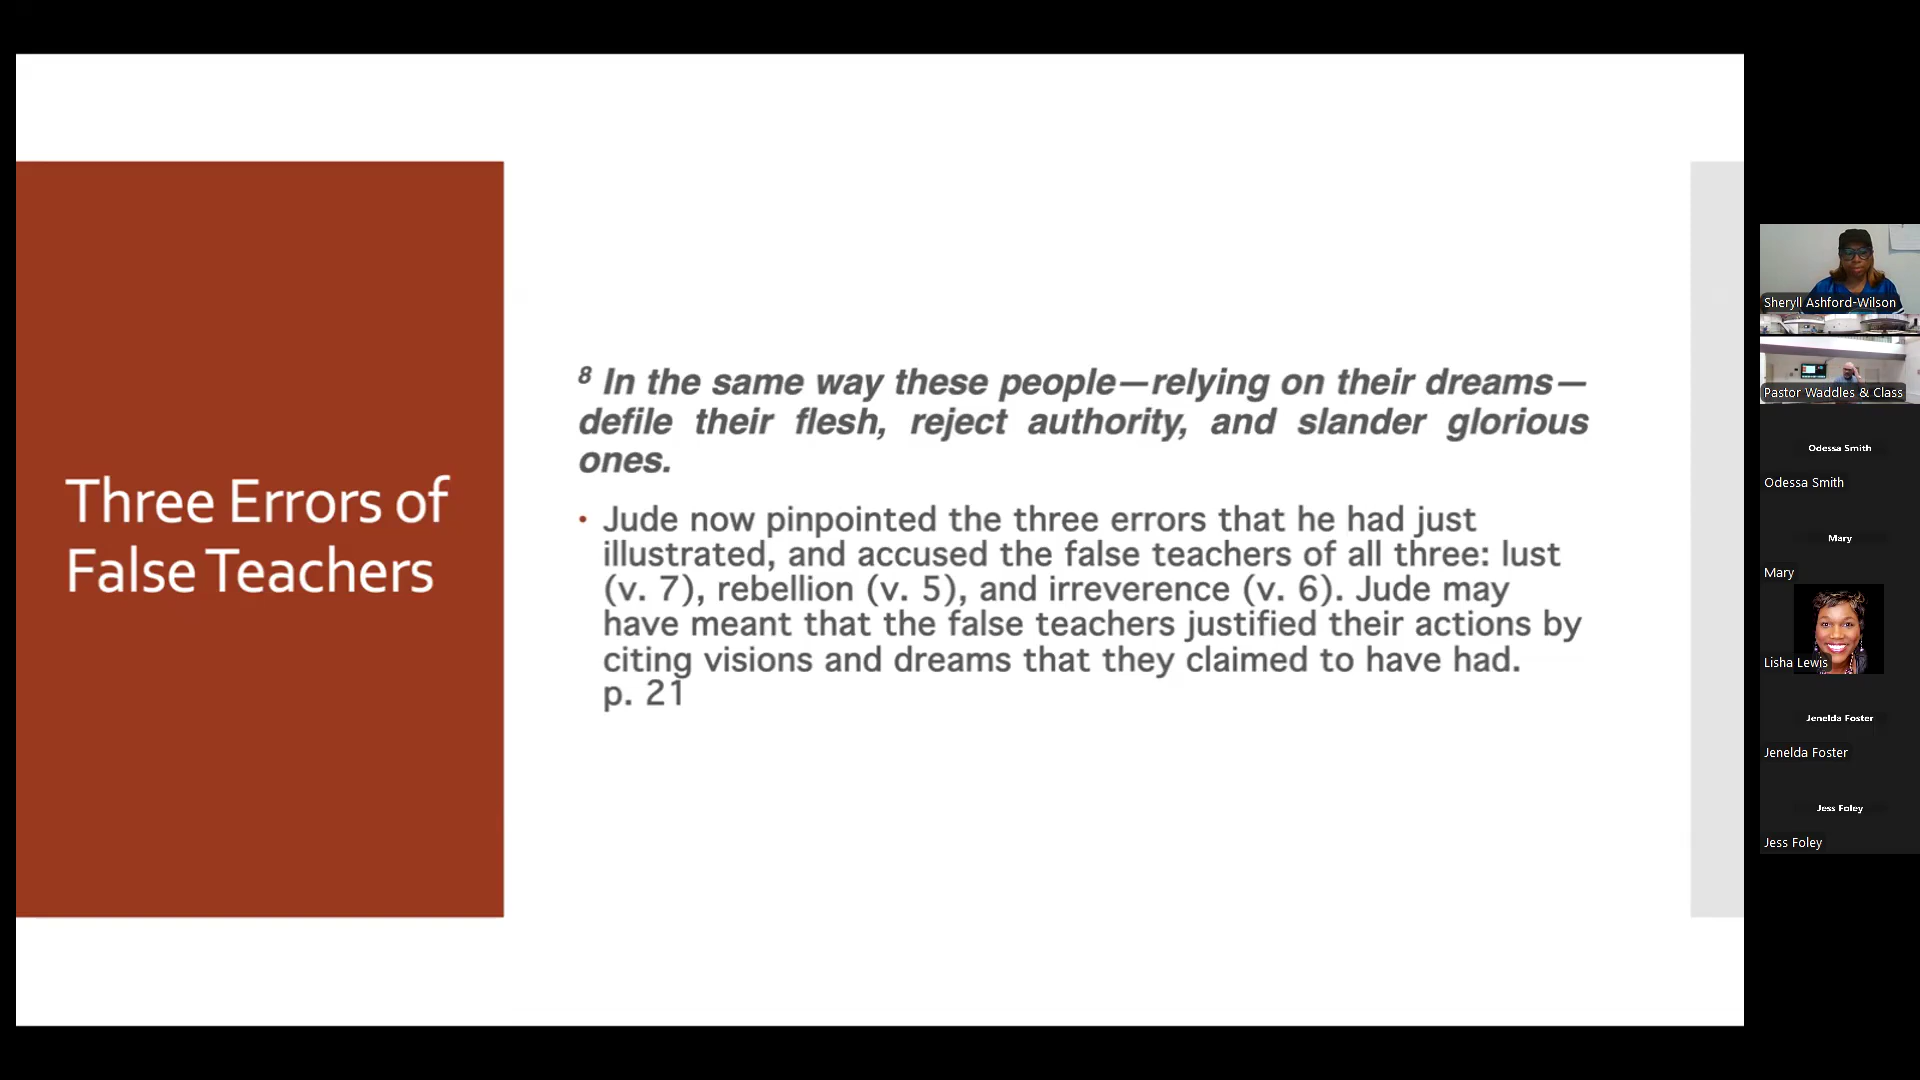 Three Errors of
False Teachers
8 In the same way these people—relying on their dreams—
defile their flesh, reject authority, and slander glorious
ones.
• Jude now pinpointed the three errors that he had just
illustrated, and accused the false teachers of all three: lust
(v. 7), rebellion (v. 5), and irreverence (v. 6). Jude may
have meant that the false teachers justified their actions by
citing visions and dreams that they claimed to have had.
p. 21
Sheryll Ashford-Wilson
Pastor Waddles & Class
Odessa Smith
Odessa Smith
Mary
Mary
Lisha Lewis
Jenelda Foster
Jenelda Foster
Jess Foley
Jess Foley